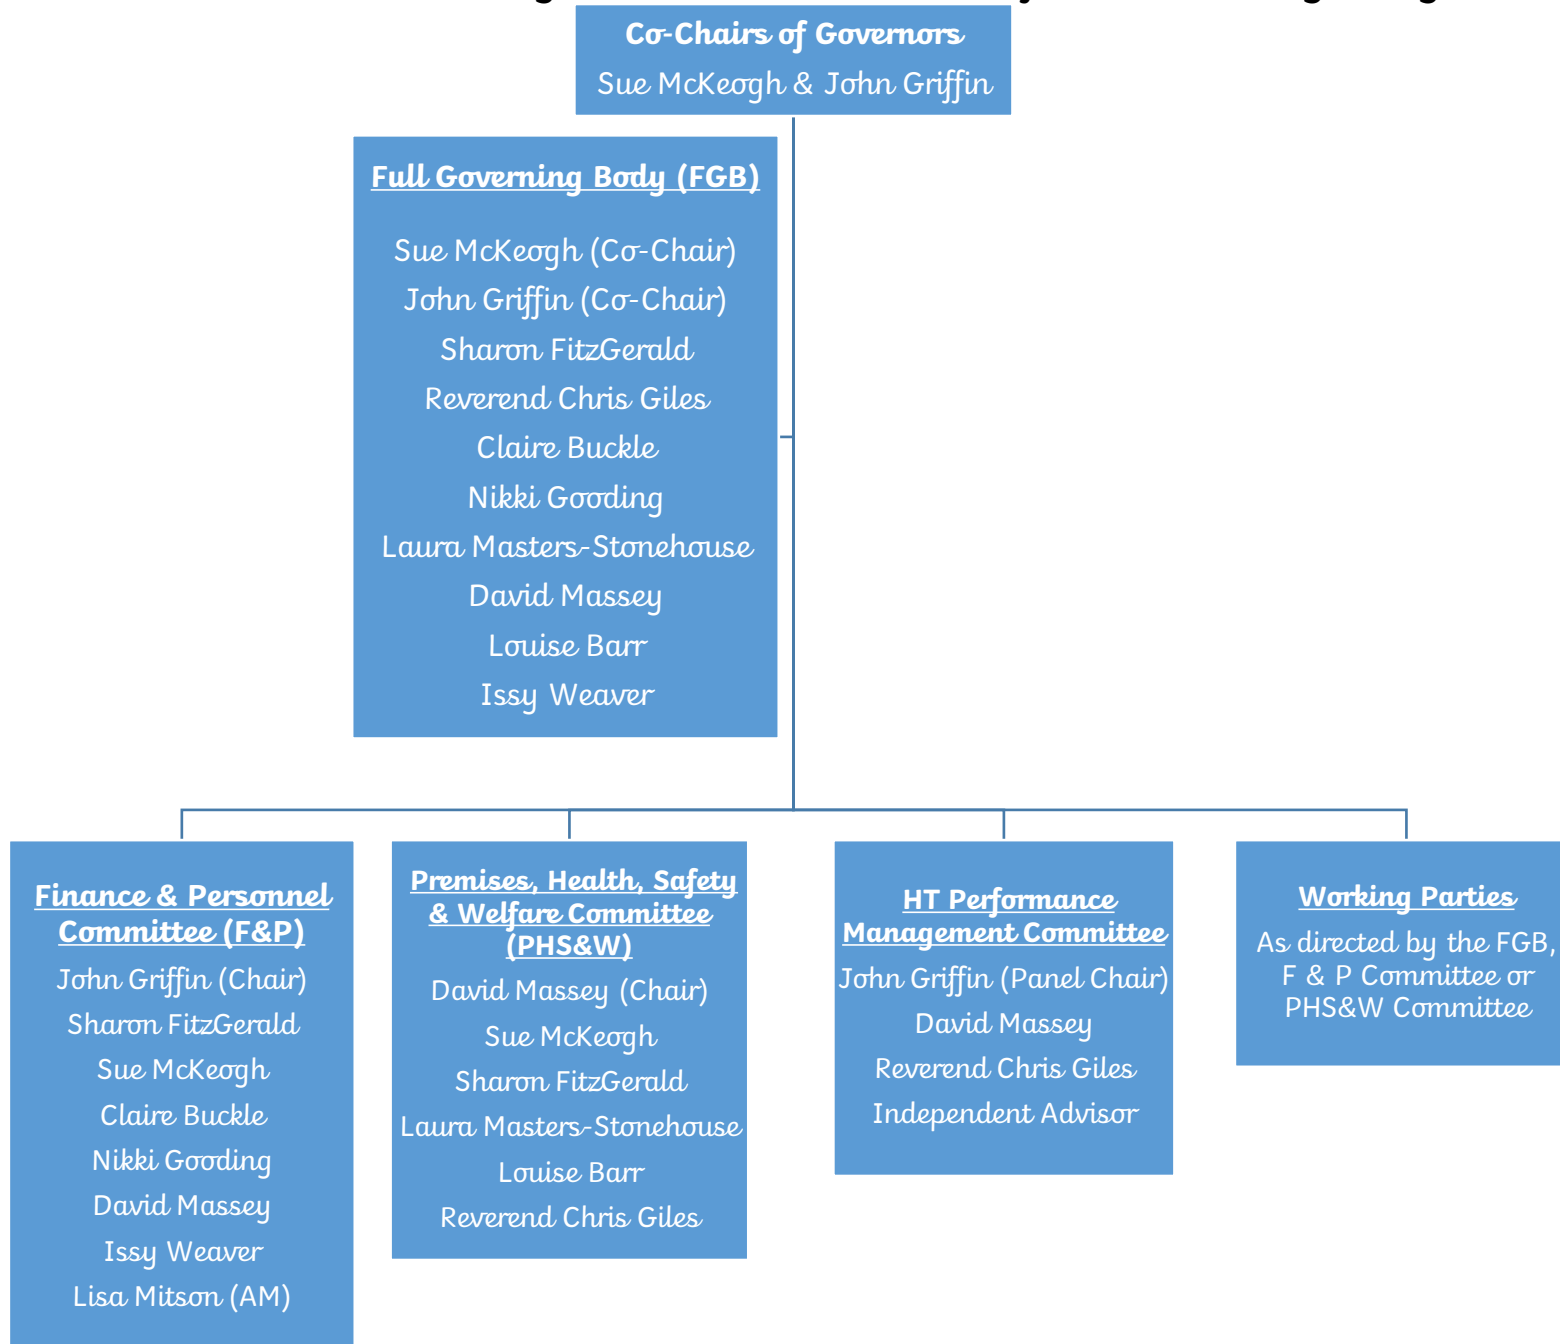 Co-Chairs of Governors
Sue McKeogh & John Griffin
Full Governing Body (FGB)
Sue McKeogh (Co-Chair)
John Griffin (Co-Chair)
Sharon FitzGerald
Reverend Chris Giles
Claire Buckle
Nikki Gooding
Laura Masters-Stonehouse
David Massey
Louise Barr
Issy Weaver
Finance & Personnel
Committee (F&P)
John Griffin (Chair)
Sharon FitzGerald
Sue McKeogh
Claire Buckle
Nikki Gooding
David Massey
Issy Weaver
Lisa Mitson (AM)
Premises, Health, Safety
& Welfare Committee
(PHS&W)
David Massey (Chair)
Sue McKeogh
Sharon FitzGerald
Laura Masters-Stonehouse
Louise Barr
Reverend Chris Giles
HT Performance
Management Committee
John Griffin (Panel Chair)
David Massey
Reverend Chris Giles
Independent Advisor
Working Parties
As directed by the FGB,
F & P Committee or
PHS&W Committee